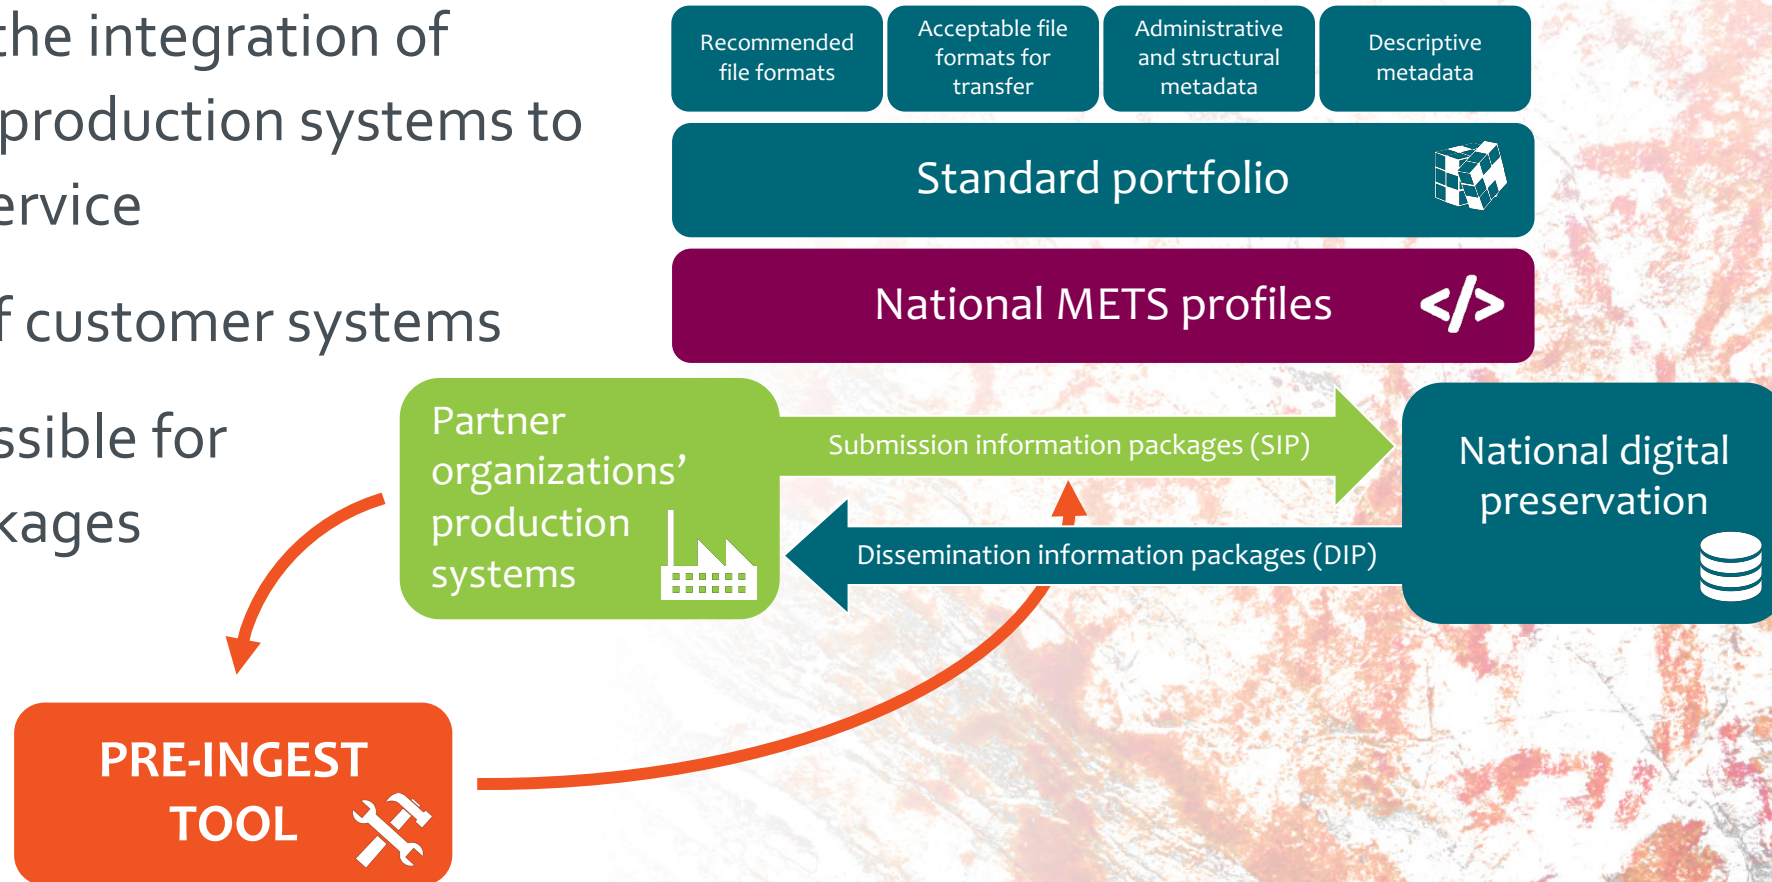 the integration of
production systems to
ervice
f customer systems
ssible for
kages
Recommended
file formats
Acceptable file
formats for
transfer
Administrative
and structural
metadata
Descriptive
metadata
Standard portfolio
National METS profiles
</>
Partner
organizations’
production
systems
Submission information packages (SIP)
Dissemination information packages (DIP)
National digital
preservation
PRE-INGEST
TOOL